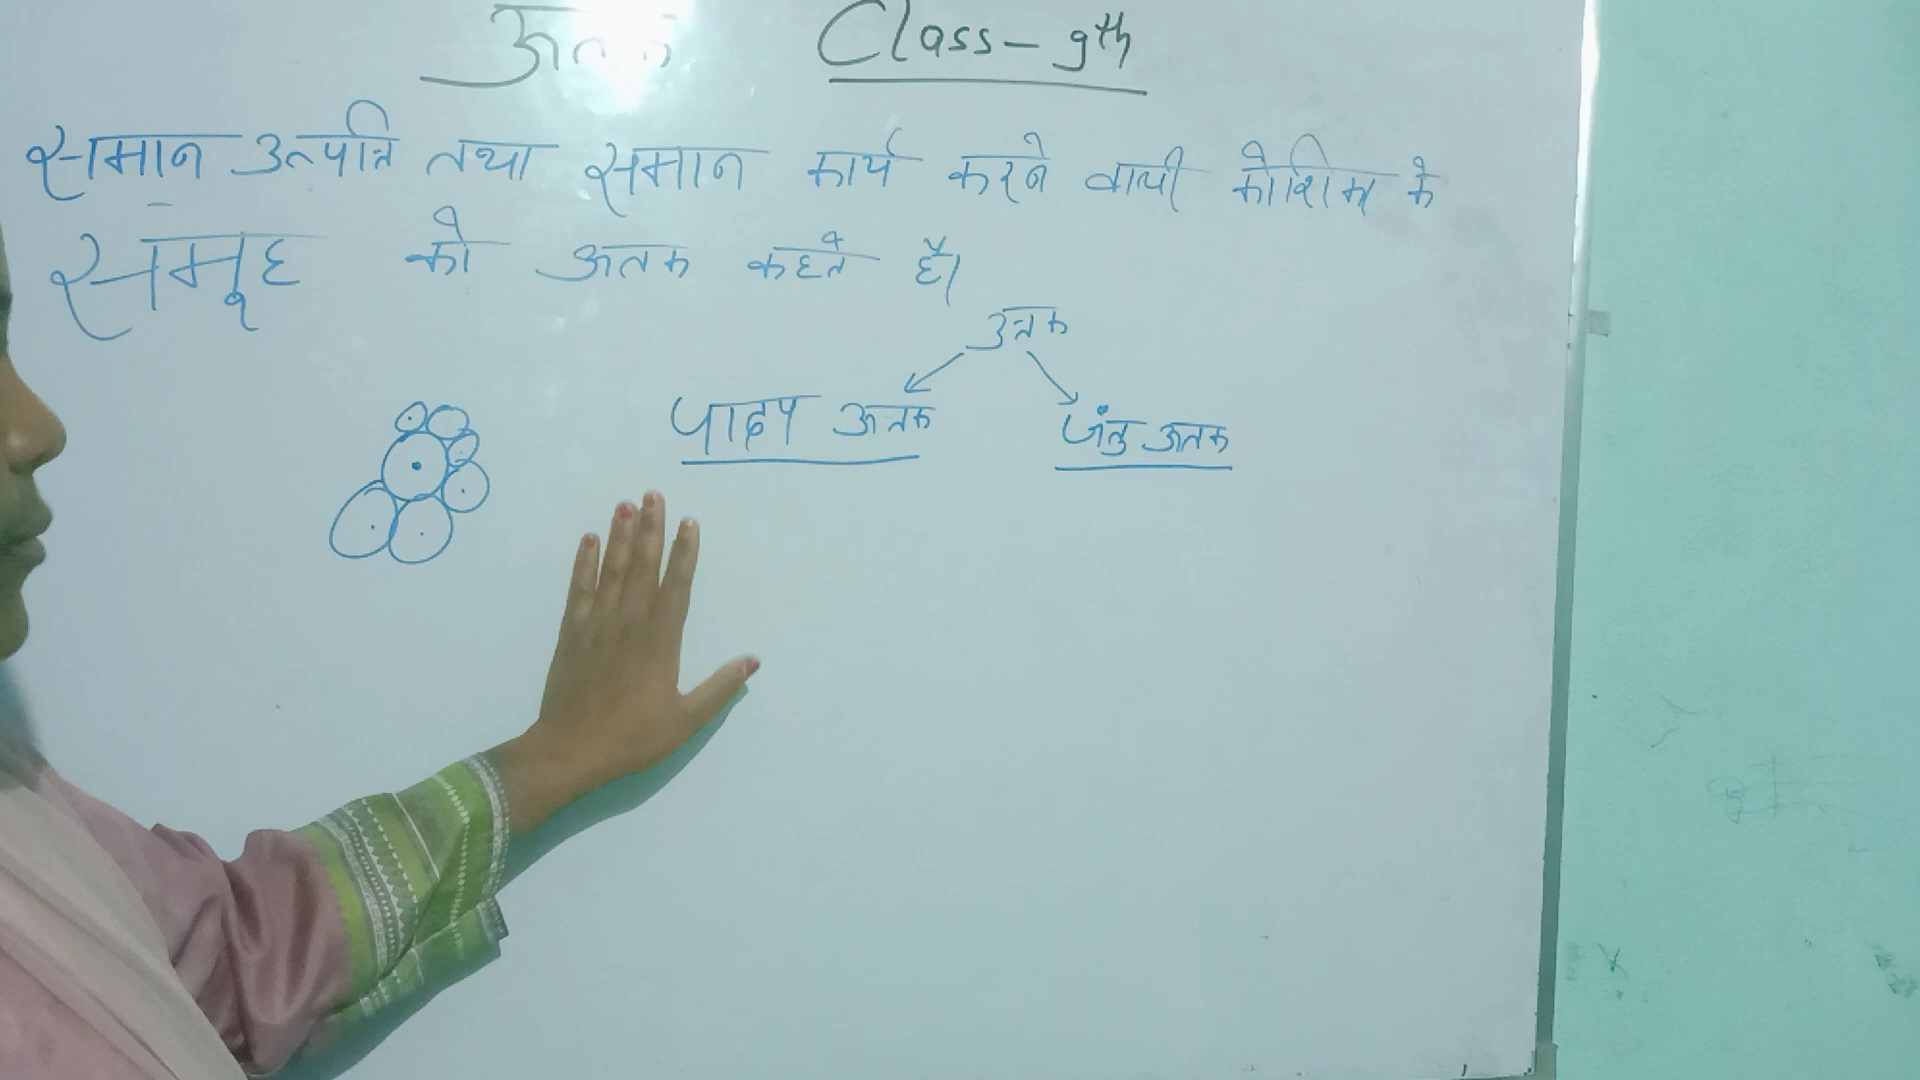 ऊतक Class - 9th
समान उत्पत्ति तथा समान कार्य करने वाली कोशिका के
समूह को ऊतक कहते है।
ऊतक
पादप ऊतक जंतु ऊतक